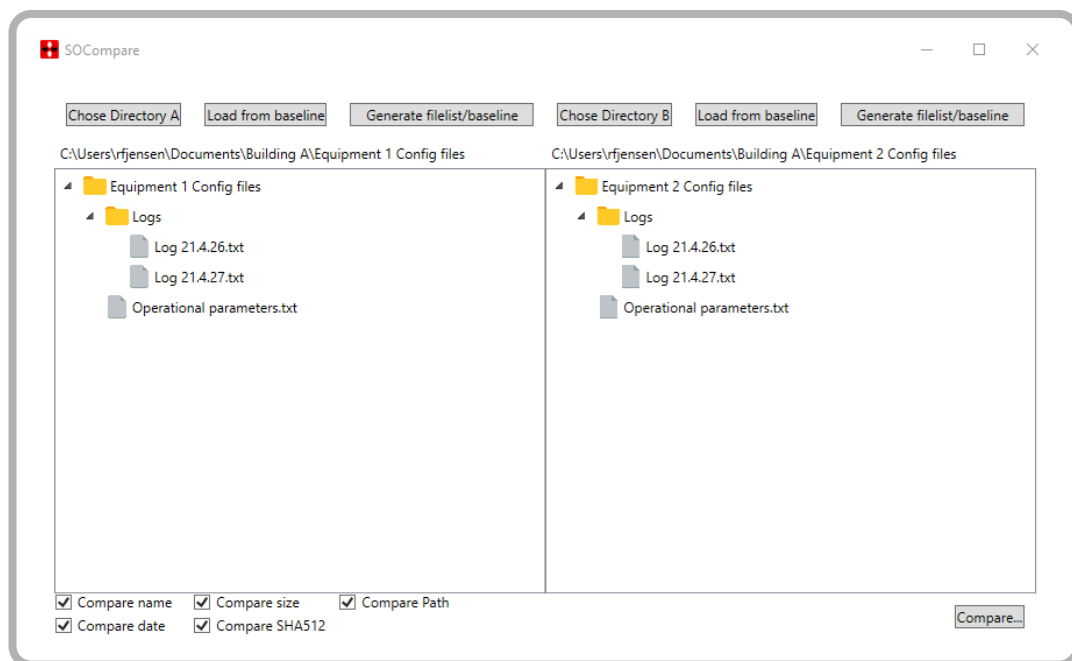 SOCompare
Chose Directory A Load from baseline Generate filelist/baseline Chose Directory B Load from baseline Generate filelist/baseline
C:\Users\rfjensen\Documents\Building A\Equipment 1 Config files C:\Users\rfjensen\Documents\Building A\Equipment 2 Config files
Equipment 1 Config files Equipment 2 Config files
Logs Logs
Log 21.4.26.txt Log 21.4.26.txt
Log 21.4.27.txt Log 21.4.27.txt
Operational parameters.txt Operational parameters.txt
Compare name Compare size Compare Path
Compare date Compare SHA512
Compare...